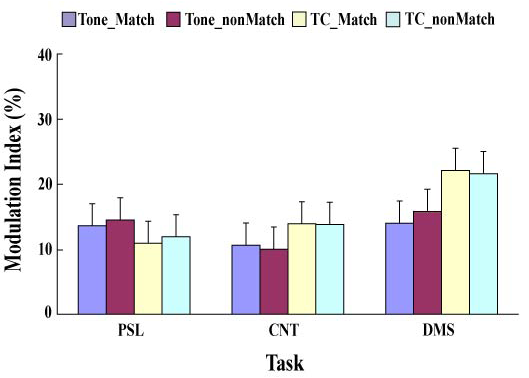 Tone_Match Tone_nonMatch TC_Match TC_nonMatch
Modulation Index (%)
40
30
20
10
0
PSL CNT DMS
Task